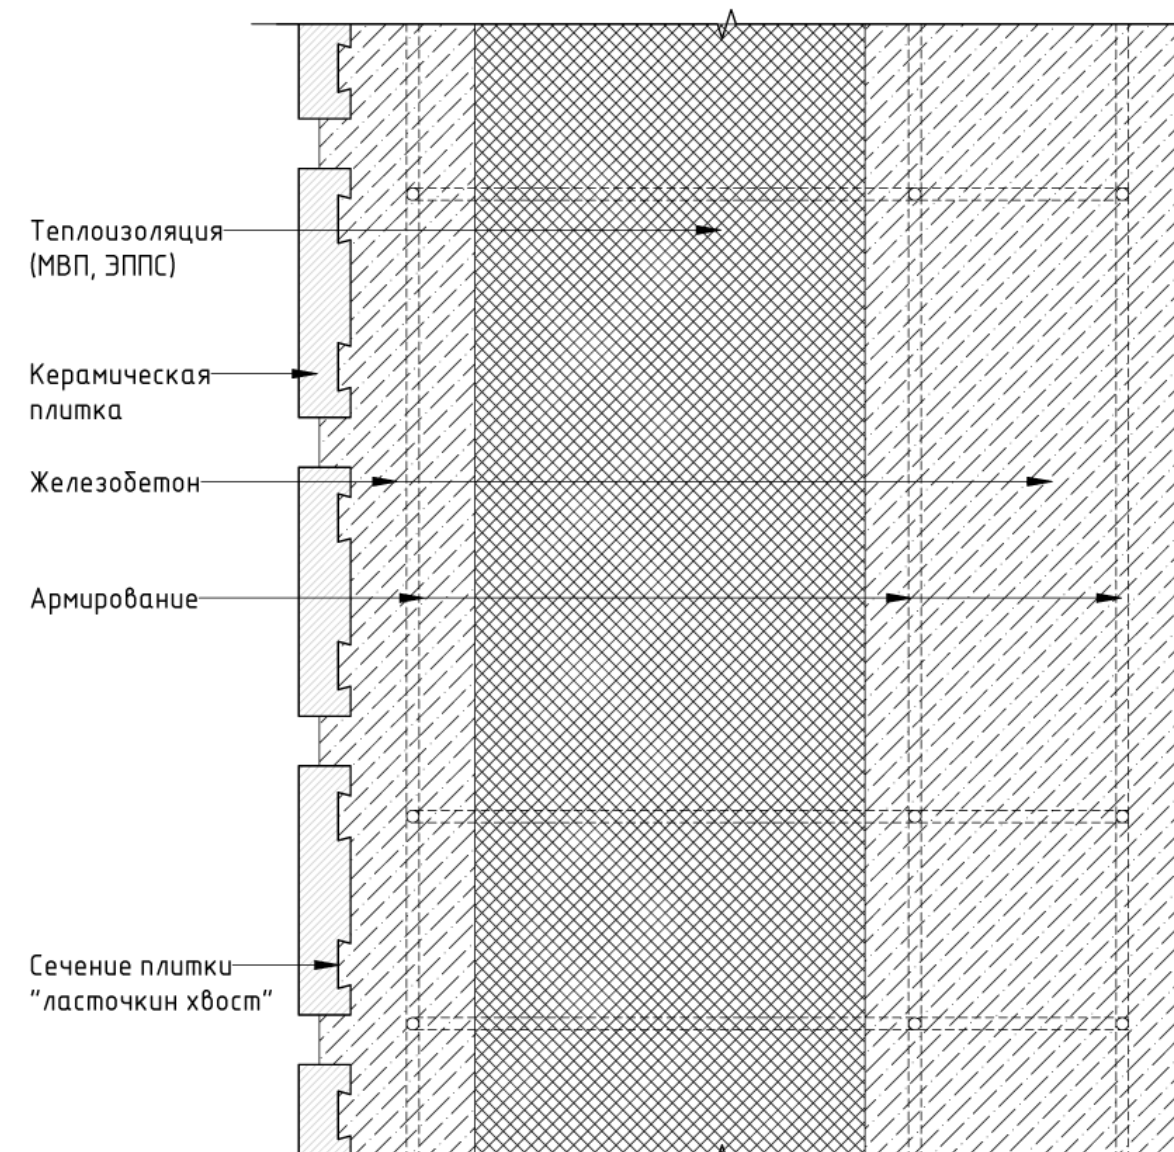 Теплоизоляция
(МВП, ЭППС)
Керамическая
плитка
Железобетон
Армирование
Сечение плитки
"ласточкин хвост"